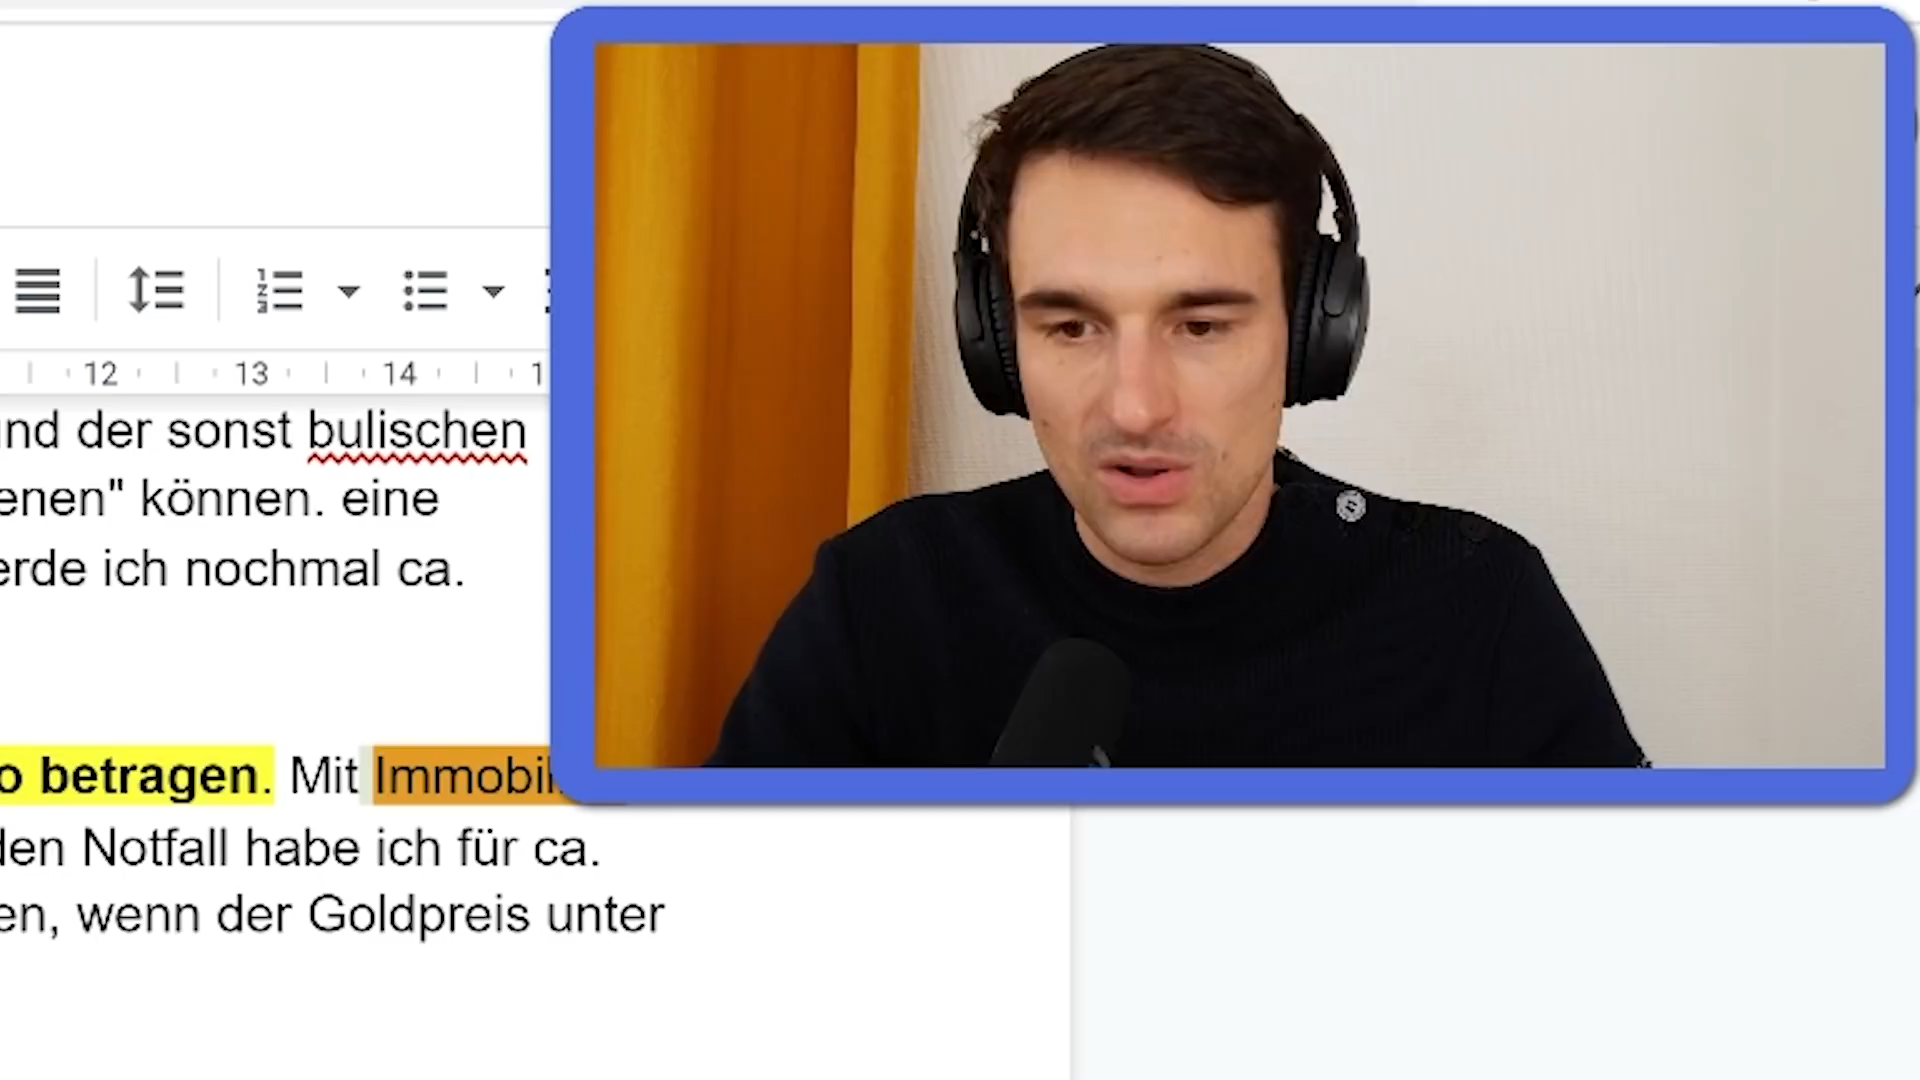 12 13 14 1
nd der sonst bulischen
enen" können. eine
erde ich nochmal ca.
o betragen. Mit Immobil
den Notfall habe ich für ca.
en, wenn der Goldpreis unter